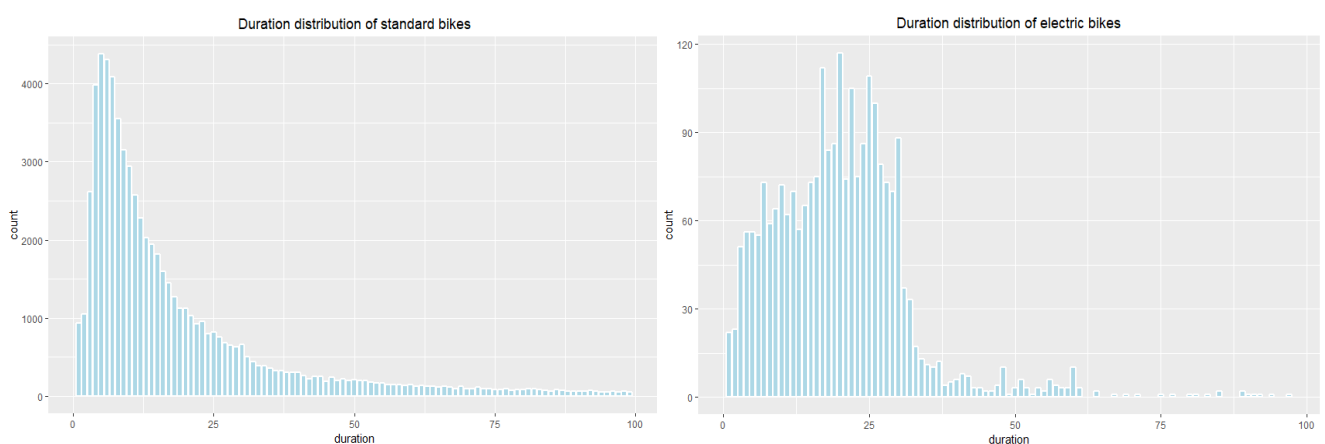 Duration distribution of standard bikes
count
4000
3000
2000
1000
0
0 25 50 75 100
duration
Duration distribution of electric bikes
count
120
90
60
30
0
0 25 50 75 100
duration